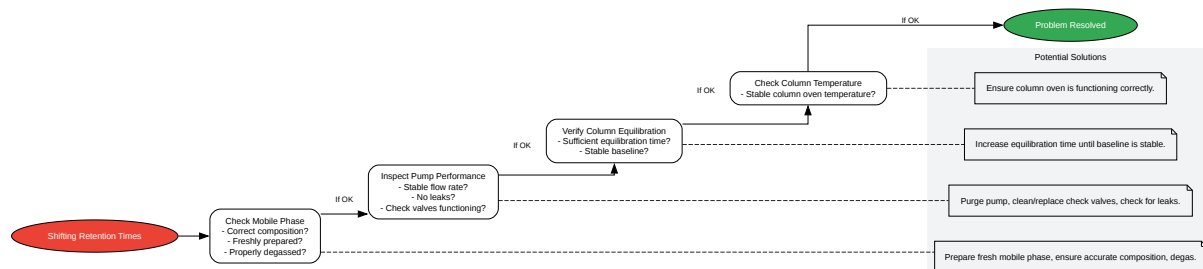 If OK
Problem Resolved
Potential Solutions
Check Column Temperature
- Stable column oven temperature?
If OK
Ensure column oven is functioning correctly.
Verify Column Equilibration
- Sufficient equilibration time?
- Stable baseline?
If OK
Increase equilibration time until baseline is stable.
Inspect Pump Performance
- Stable flow rate?
- No leaks?
- Check valves functioning?
If OK
Purge pump, clean/replace check valves, check for leaks.
Shifting Retention Times
Check Mobile Phase
- Correct composition?
- Freshly prepared?
- Properly degassed?
Prepare fresh mobile phase, ensure accurate composition, degas.